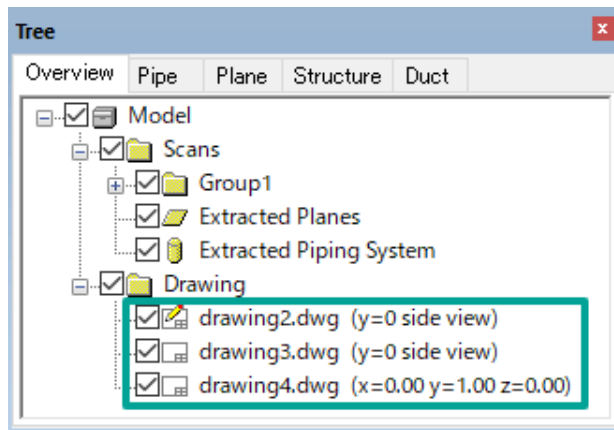 Tree
Overview Pipe Plane Structure Duct
Model
Scans
Group1
Extracted Planes
Extracted Piping System
Drawing
drawing2.dwg (y=0 side view)
drawing3.dwg (y=0 side view)
drawing4.dwg (x=0.00 y=1.00 z=0.00)